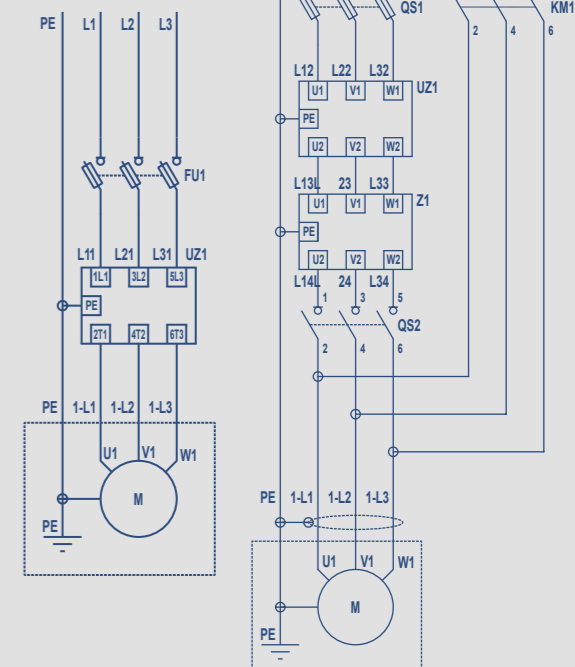 PE L1 L2 L3
FU1
L11 L21 L31 UZ1
1L1 3L2 5L3
PE
2T1 4T2 6T3
PE 1-L1 1-L2 1-L3
U1 V1 W1
M
PE
QS1
KM1
2 4 6
L12 L22 L32
UZ1
U1 V1 W1
PE
U2 V2 W2
L13L 23 L33
Z1
U1 V1 W1
PE
U2 V2 W2
L14L 24 L34
1 3 5
QS2
2 4 6
PE 1-L1 1-L2 1-L3
U1 V1 W1
M
PE